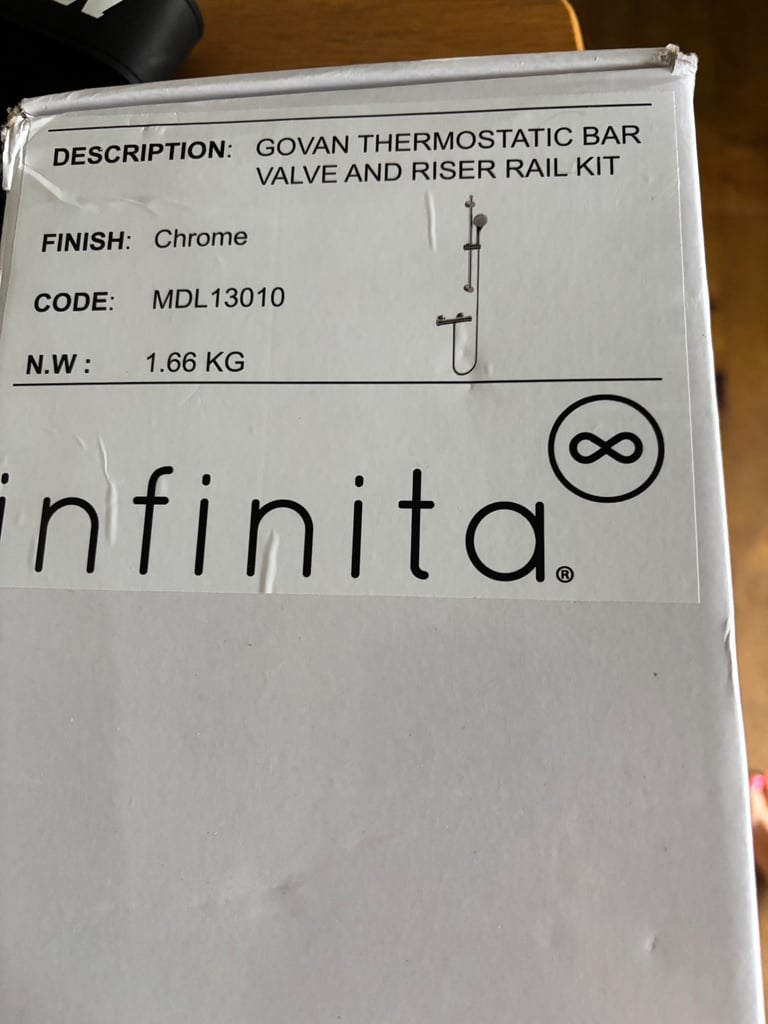 DESCRIPTION: GOVAN THERMOSTATIC BAR
VALVE AND RISER RAIL KIT
FINISH: Chrome
CODE: MDL13010
N.W : 1.66 KG
infinita®